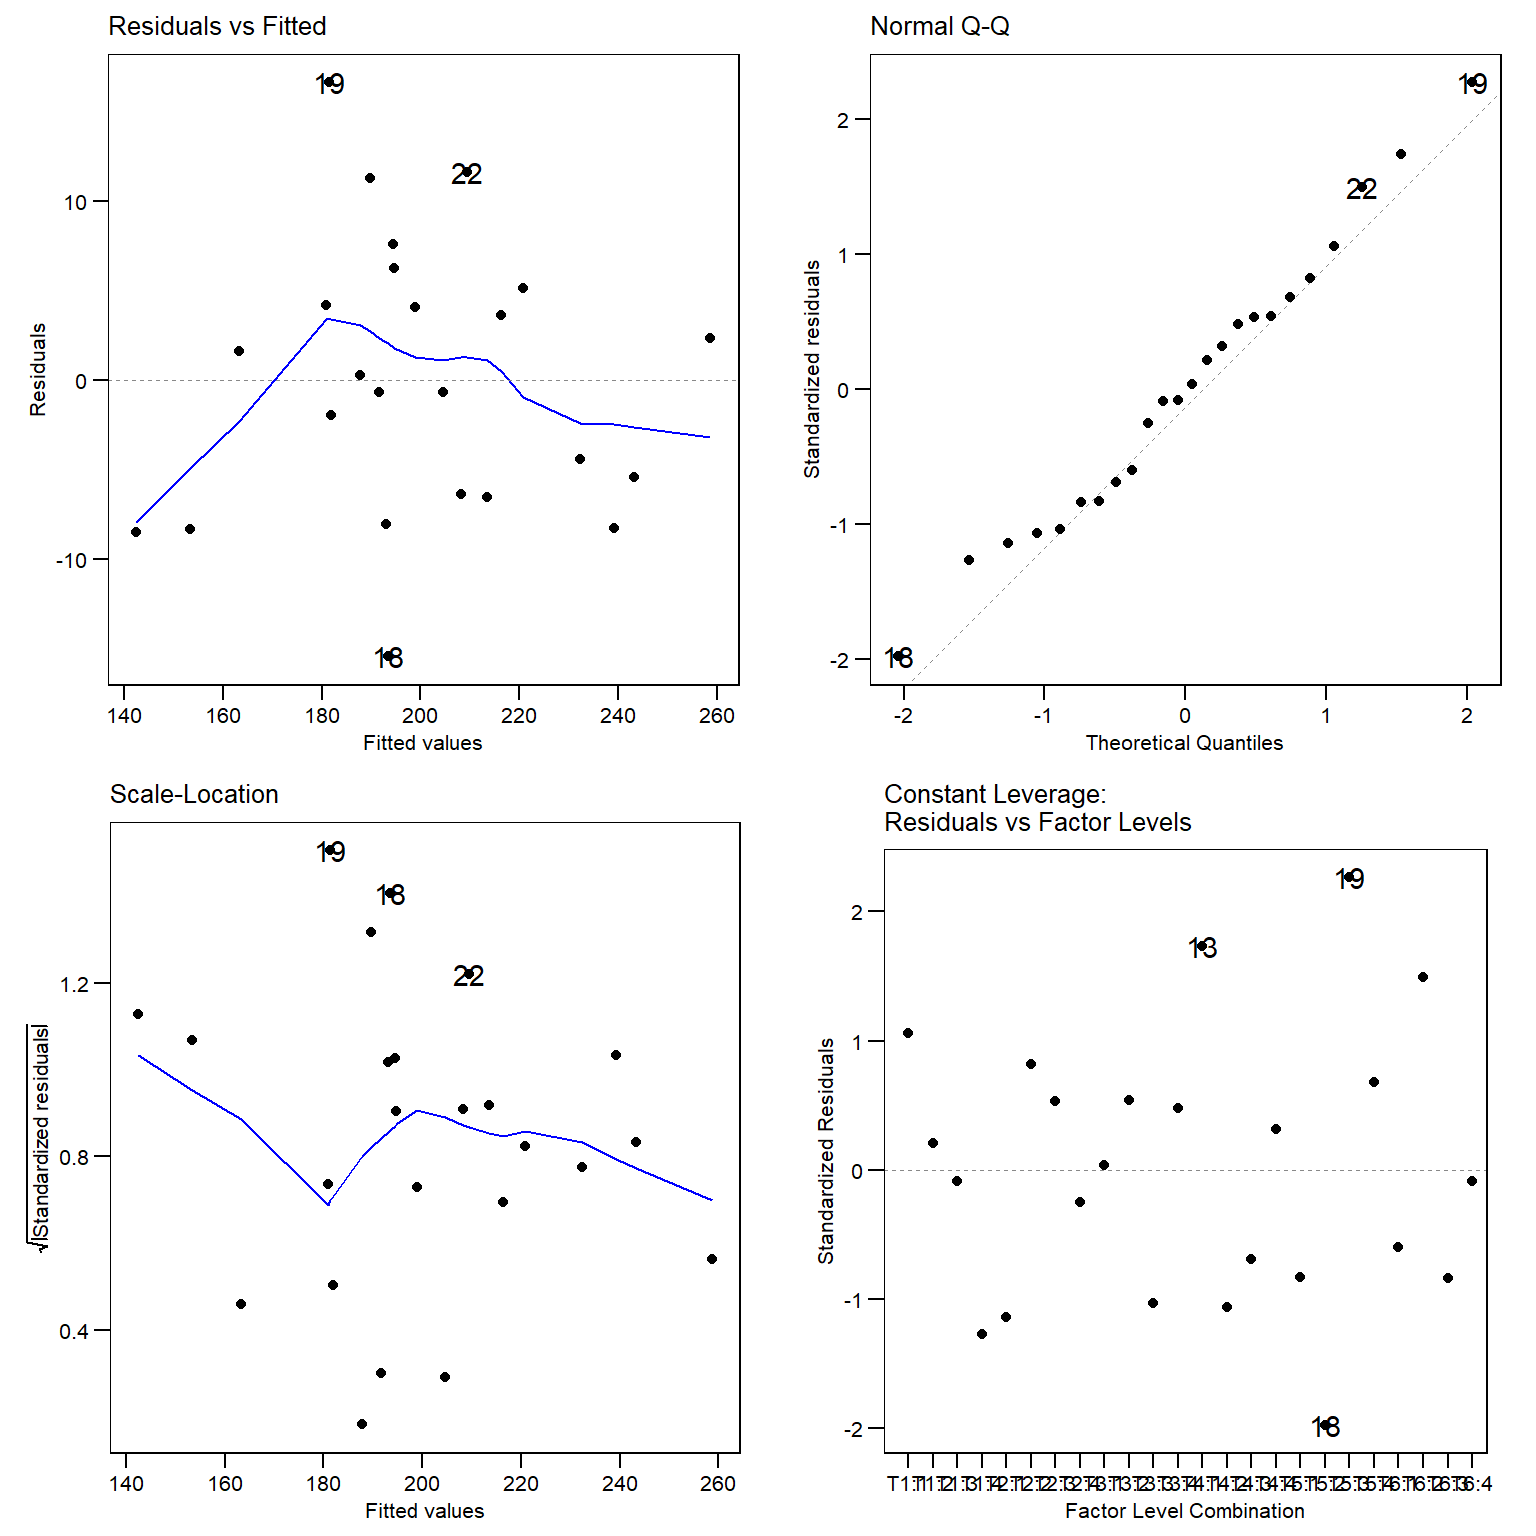 Residuals vs Fitted
19
22
18
10
0
-10
Residuals
140 160 180 200 220 240 260
Fitted values
Normal Q-Q
19
22
18
2
1
0
-1
-2
Standardized residuals
-2 -1 0 1 2
Theoretical Quantiles
Scale-Location
19
18
22
1.2
0.8
0.4
√|Standardized residuals|
140 160 180 200 220 240 260
Fitted values
Constant Leverage:
Residuals vs Factor Levels
19
13
18
2
1
0
-1
-2
Standardized Residuals
Factor Level Combination